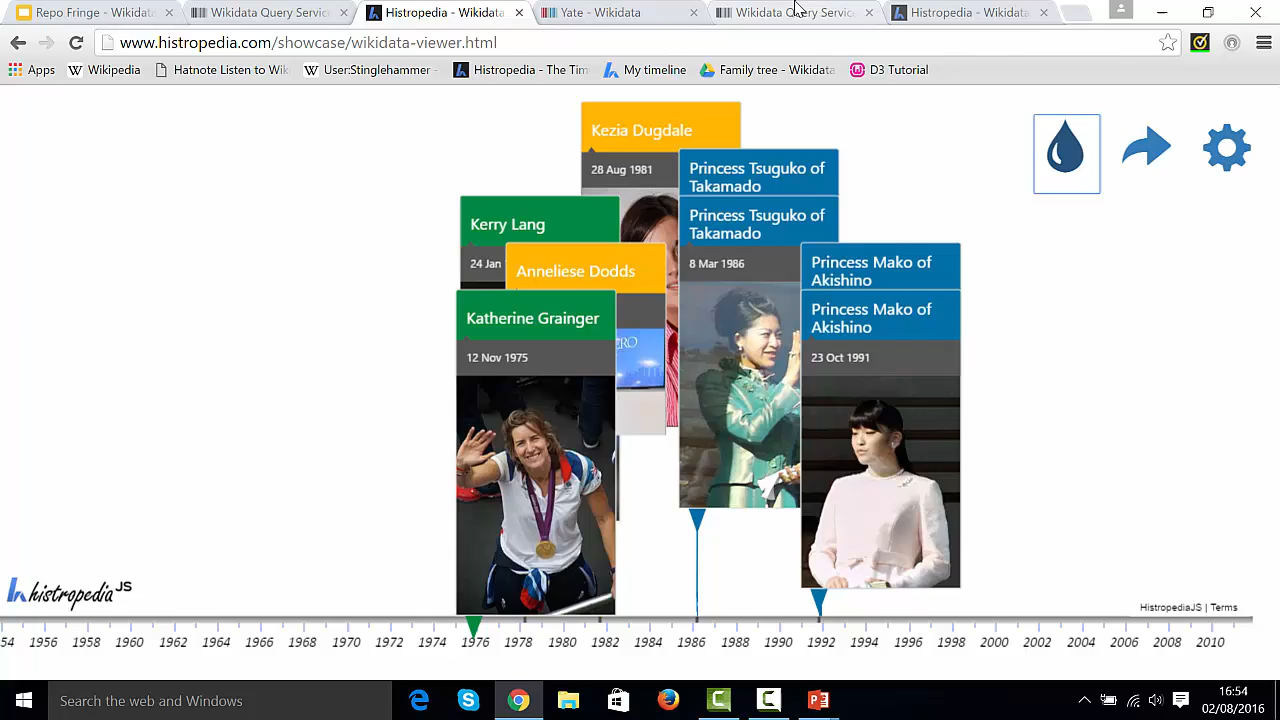 Repo Fringe - Wikidat
Wikidata Query Service
Histropedia - Wikidata
Yate - Wikidata
Wikidata Query Service
Histropedia - Wikidata
www.histropedia.com/showcase/wikidata-viewer.html
Apps
Wikipedia
Hatnote Listen to Wik
User:Stinglehammer -
Histropedia - The Tim
My timeline
Family tree - Wikidata
D3 Tutorial
Kezia Dugdale
28 Aug 1981
Princess Tsuguko of
Takamado
Princess Tsuguko of
Takamado
8 Mar 1986
Kerry Lang
24 Jan
Anneliese Dodds
Princess Mako of
Akishino
Princess Mako of
Akishino
23 Oct 1991
Katherine Grainger
12 Nov 1975
histropedia JS
HistropediaJS | Terms
54 1956 1958 1960 1962 1964 1966 1968 1970 1972 1974 1976 1978 1980 1982 1984 1986 1988 1990 1992 1994 1996 1998 2000 2002 2004 2006 2008 2010
Search the web and Windows
16:54
02/08/2016